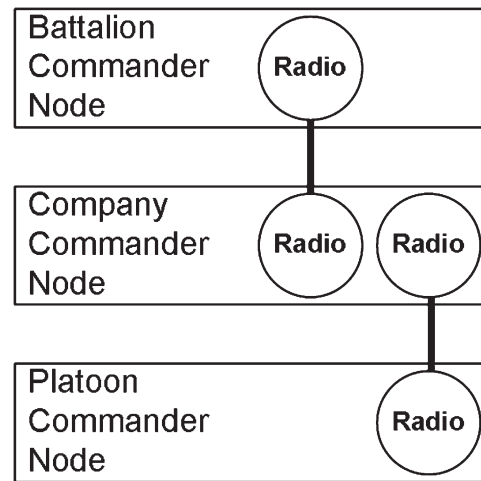 Battalion
Commander
Node
Radio
Company
Commander
Node
Radio
Radio
Platoon
Commander
Node
Radio